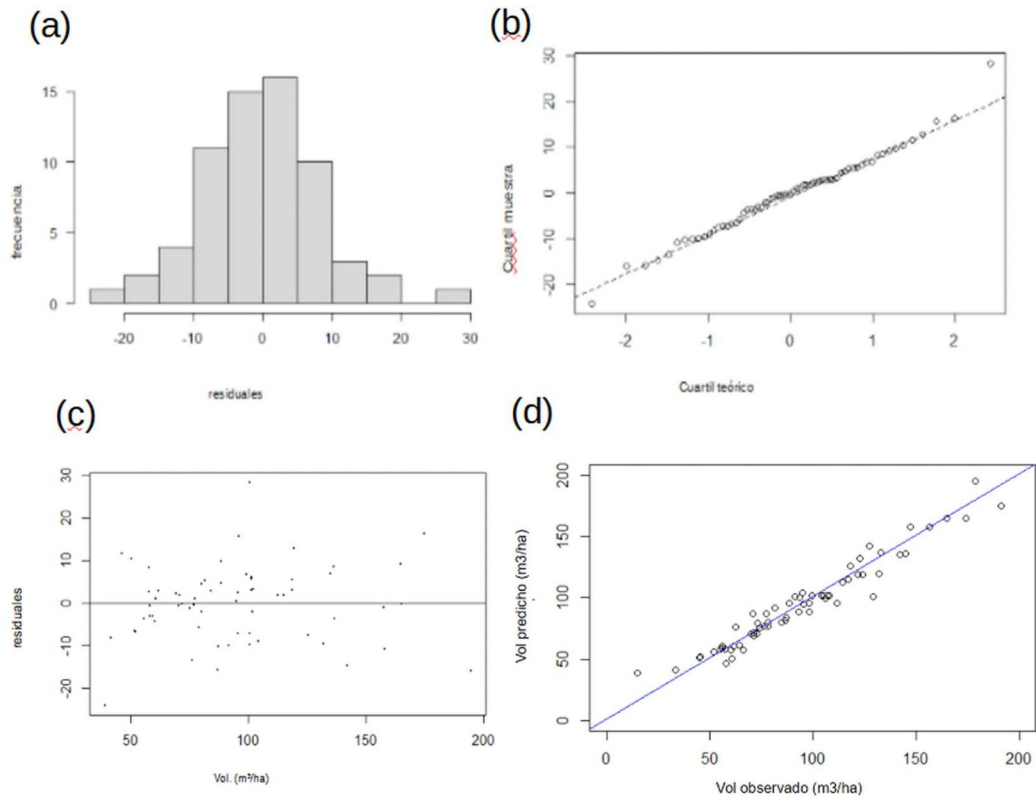 (a)
frecuencia
15
10
5
0
-20 -10 0 10 20 30
residuales
(b)
Cuartil muestra
30
20
10
0
-10
-20
-2 -1 0 1 2
Cuartil teórico
(c)
residuales
30
20
10
0
-10
-20
50 100 150 200
Vol. (m³/ha)
(d)
Vol predicho (m3/ha)
200
150
100
50
0
0 50 100 150 200
Vol observado (m3/ha)